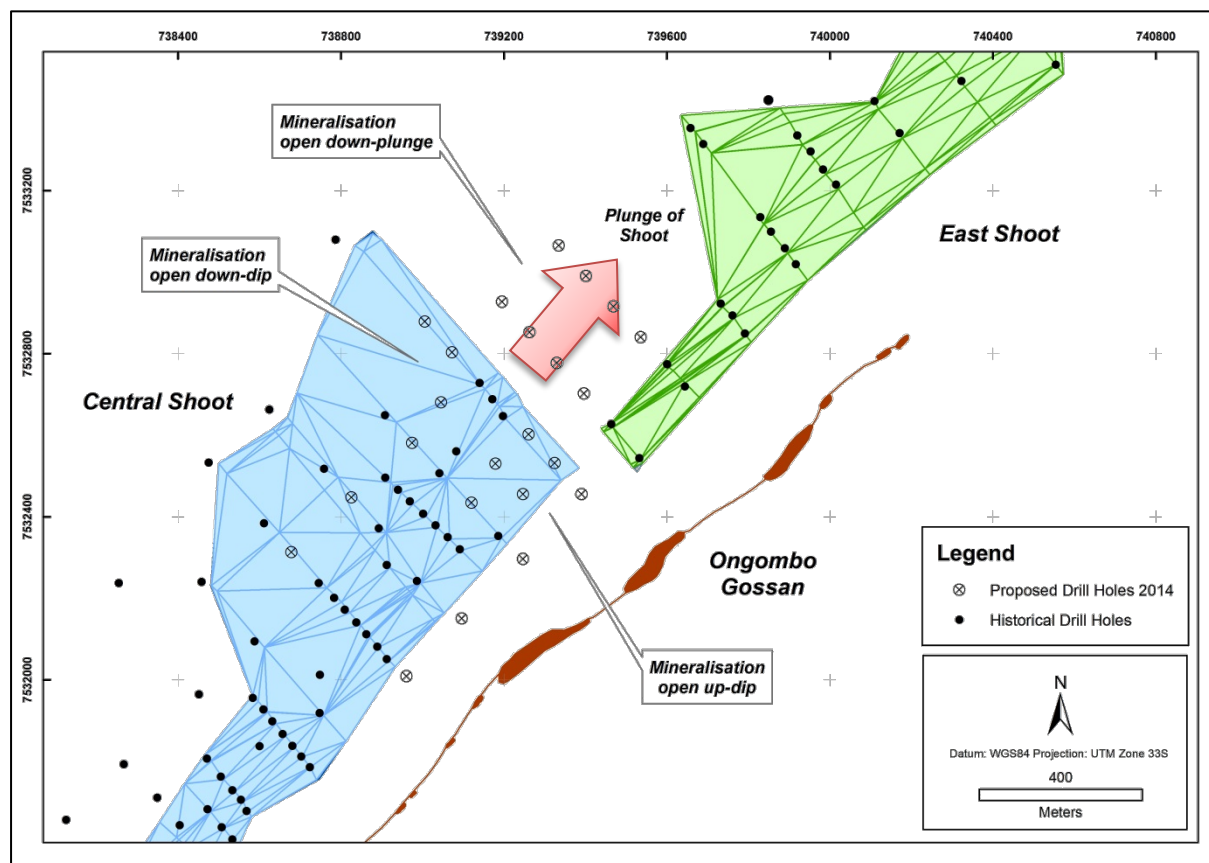 738400 738800 739200 739600 740000 740400 740800
7533200
7532800
7532400
7532000
Mineralisation
open down-plunge
Mineralisation
open down-dip
Plunge of
Shoot
East Shoot
Central Shoot
Ongombo
Gossan
Mineralisation
open up-dip
Legend
Proposed Drill Holes 2014
Historical Drill Holes
N
Datum: WGS84 Projection: UTM Zone 33S
400
Meters